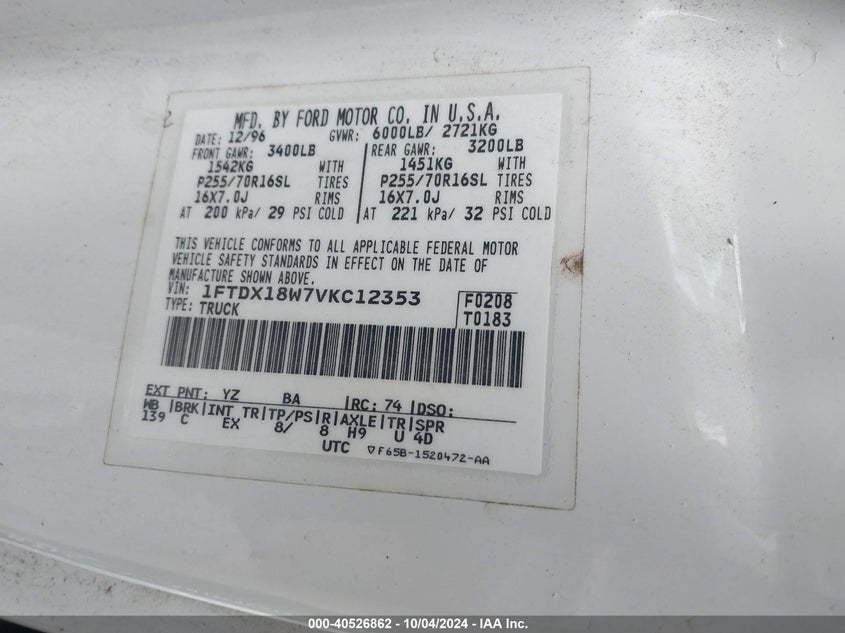 MFD. BY FORD MOTOR CO. IN U.S.A.
DATE: 12/96 GVWR: 6000LB/ 2721KG
FRONT GAWR: 3400LB REAR GAWR: 3200LB
1542KG WITH 1451KG WITH
P255/70R16SL TIRES P255/70R16SL TIRES
16X7.0J RIMS 16X7.0J RIMS
AT 200 kPa/ 29 PSI COLD AT 221 kPa/ 32 PSI COLD
THIS VEHICLE CONFORMS TO ALL APPLICABLE FEDERAL MOTOR
VEHICLE SAFETY STANDARDS IN EFFECT ON THE DATE OF
MANUFACTURE SHOWN ABOVE.
VIN: 1FTDX18W7VKC12353 F0208
TYPE: TRUCK T0183
EXT PNT: YZ BA RC: 74 DSO:
WB BRK INT TR TP/PS R AXLE TR SPR
139 C EX 8/ 8 H9 U 4D
UTC ▽F65B-1520472-AA
000-40526862 - 10/04/2024 - IAA Inc.